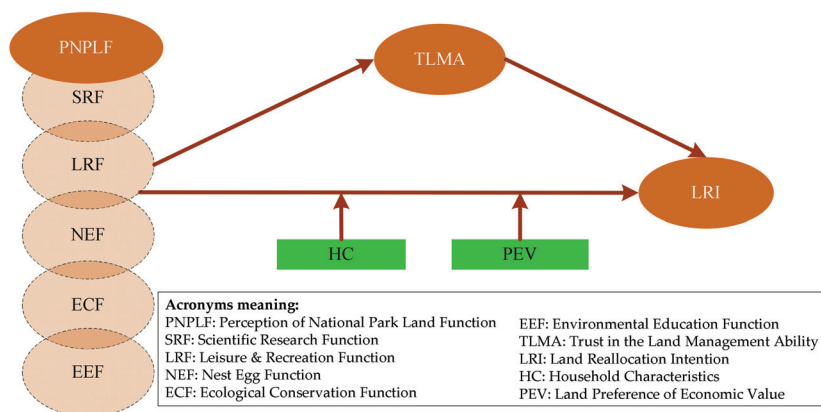 PNPLF
SRF
LRF
NEF
ECF
EEF
TLMA
LRI
HC
PEV
Acronyms meaning:
PNPLF: Perception of National Park Land Function
SRF: Scientific Research Function
LRF: Leisure & Recreation Function
NEF: Nest Egg Function
ECF: Ecological Conservation Function
EEF: Environmental Education Function
TLMA: Trust in the Land Management Ability
LRI: Land Reallocation Intention
HC: Household Characteristics
PEV: Land Preference of Economic Value